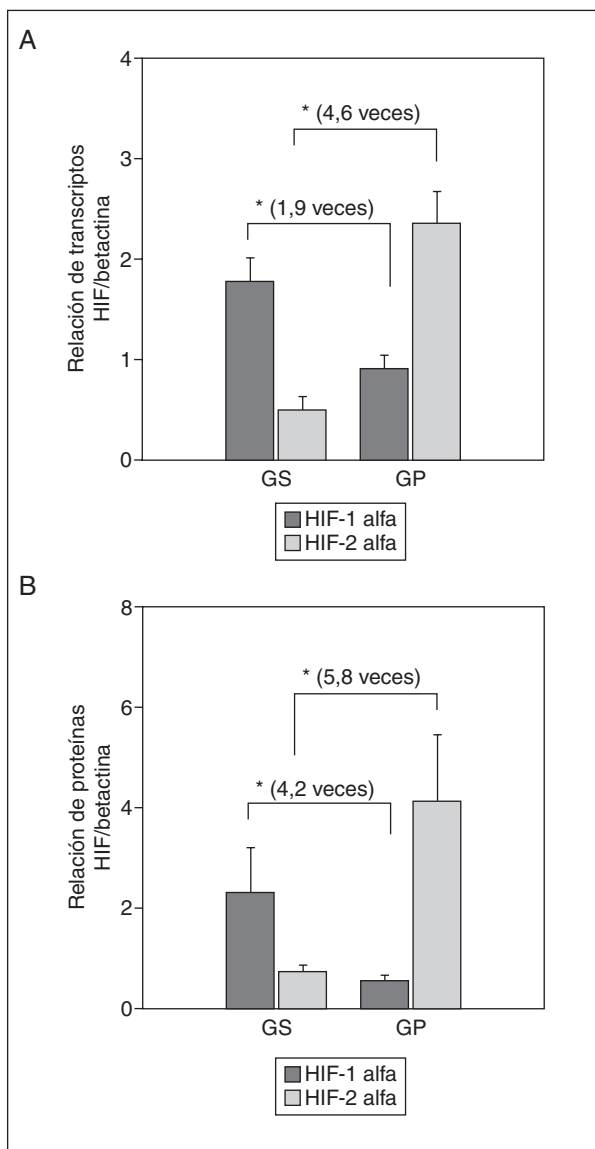 A
Relación de transcriptos
HIF/betactina
4
3
2
1
0
* (4,6 veces)
* (1,9 veces)
GS
GP
HIF-1 alfa
HIF-2 alfa
B
Relación de proteínas
HIF/betactina
8
6
4
2
0
* (5,8 veces)
* (4,2 veces)
GS
GP
HIF-1 alfa
HIF-2 alfa